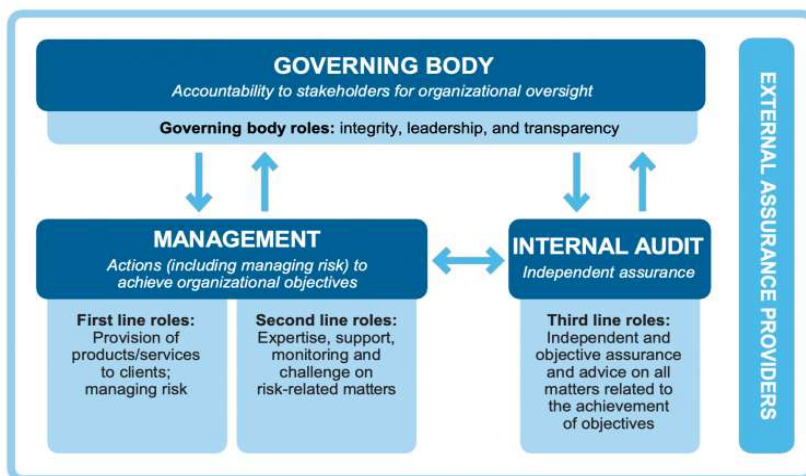 GOVERNING BODY
Accountability to stakeholders for organizational oversight
Governing body roles: integrity, leadership, and transparency
MANAGEMENT
Actions (including managing risk) to
achieve organizational objectives
First line roles:
Provision of
products/services
to clients;
managing risk
Second line roles:
Expertise, support,
monitoring and
challenge on
risk-related matters
INTERNAL AUDIT
Independent assurance
Third line roles:
Independent and
objective assurance
and advice on all
matters related to
the achievement
of objectives
EXTERNAL ASSURANCE PROVIDERS